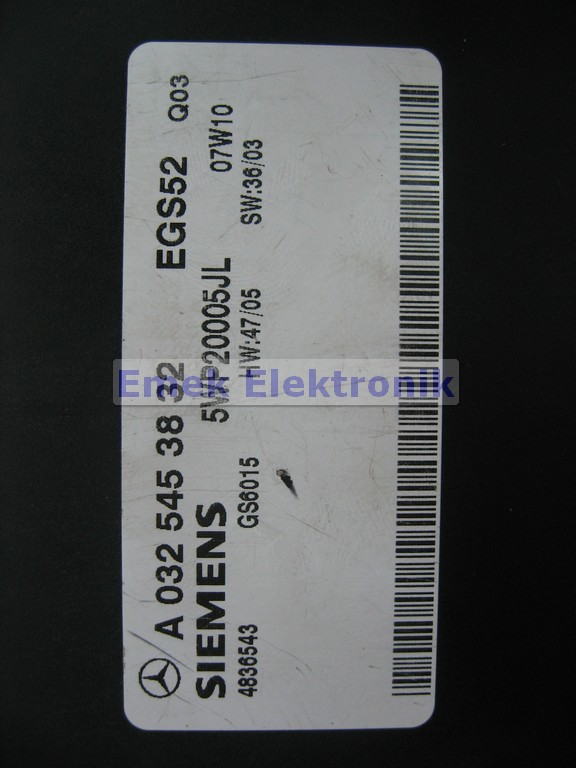 A 032 545 38 32 EGS52 Q03
SIEMENS 5WP20005JL 07W10
4836543 GS6015 HW:47/05 SW:36/03
Emek Elektronik